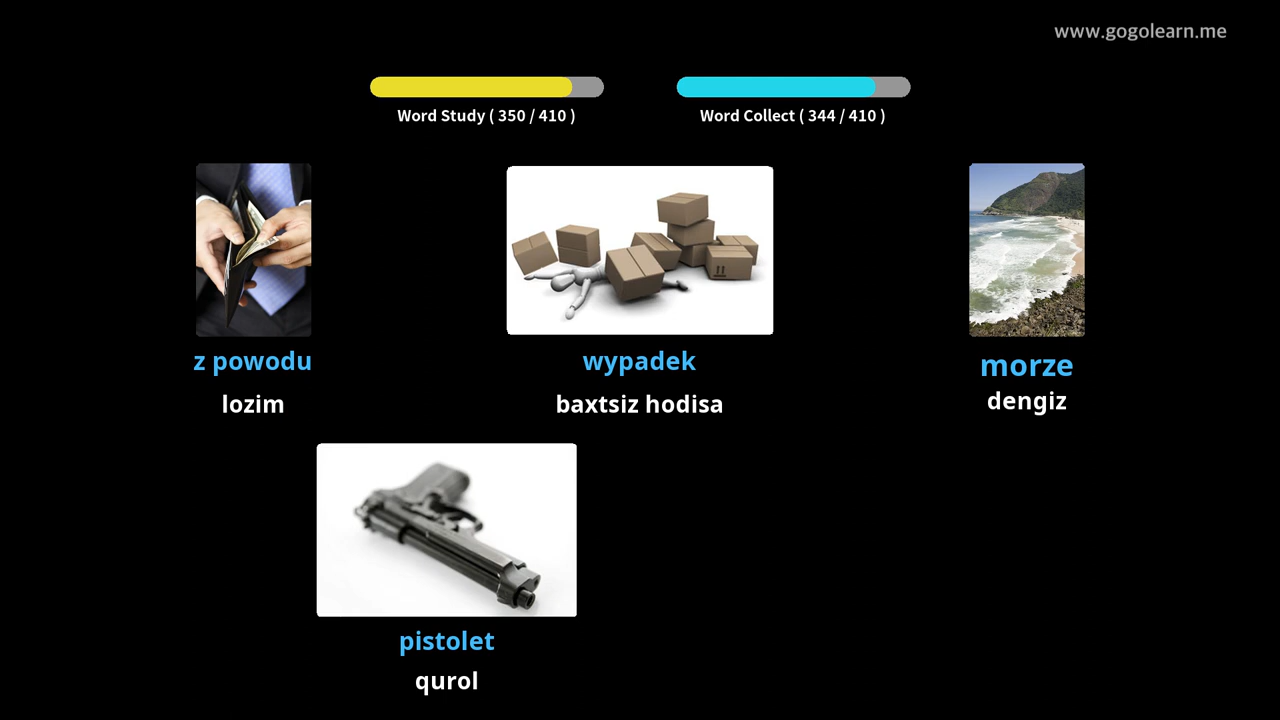 www.gogolearn.me
Word Study ( 350 / 410 )
Word Collect ( 344 / 410 )
z powodu
wypadek
morze
lozim
baxtsiz hodisa
dengiz
pistolet
qurol